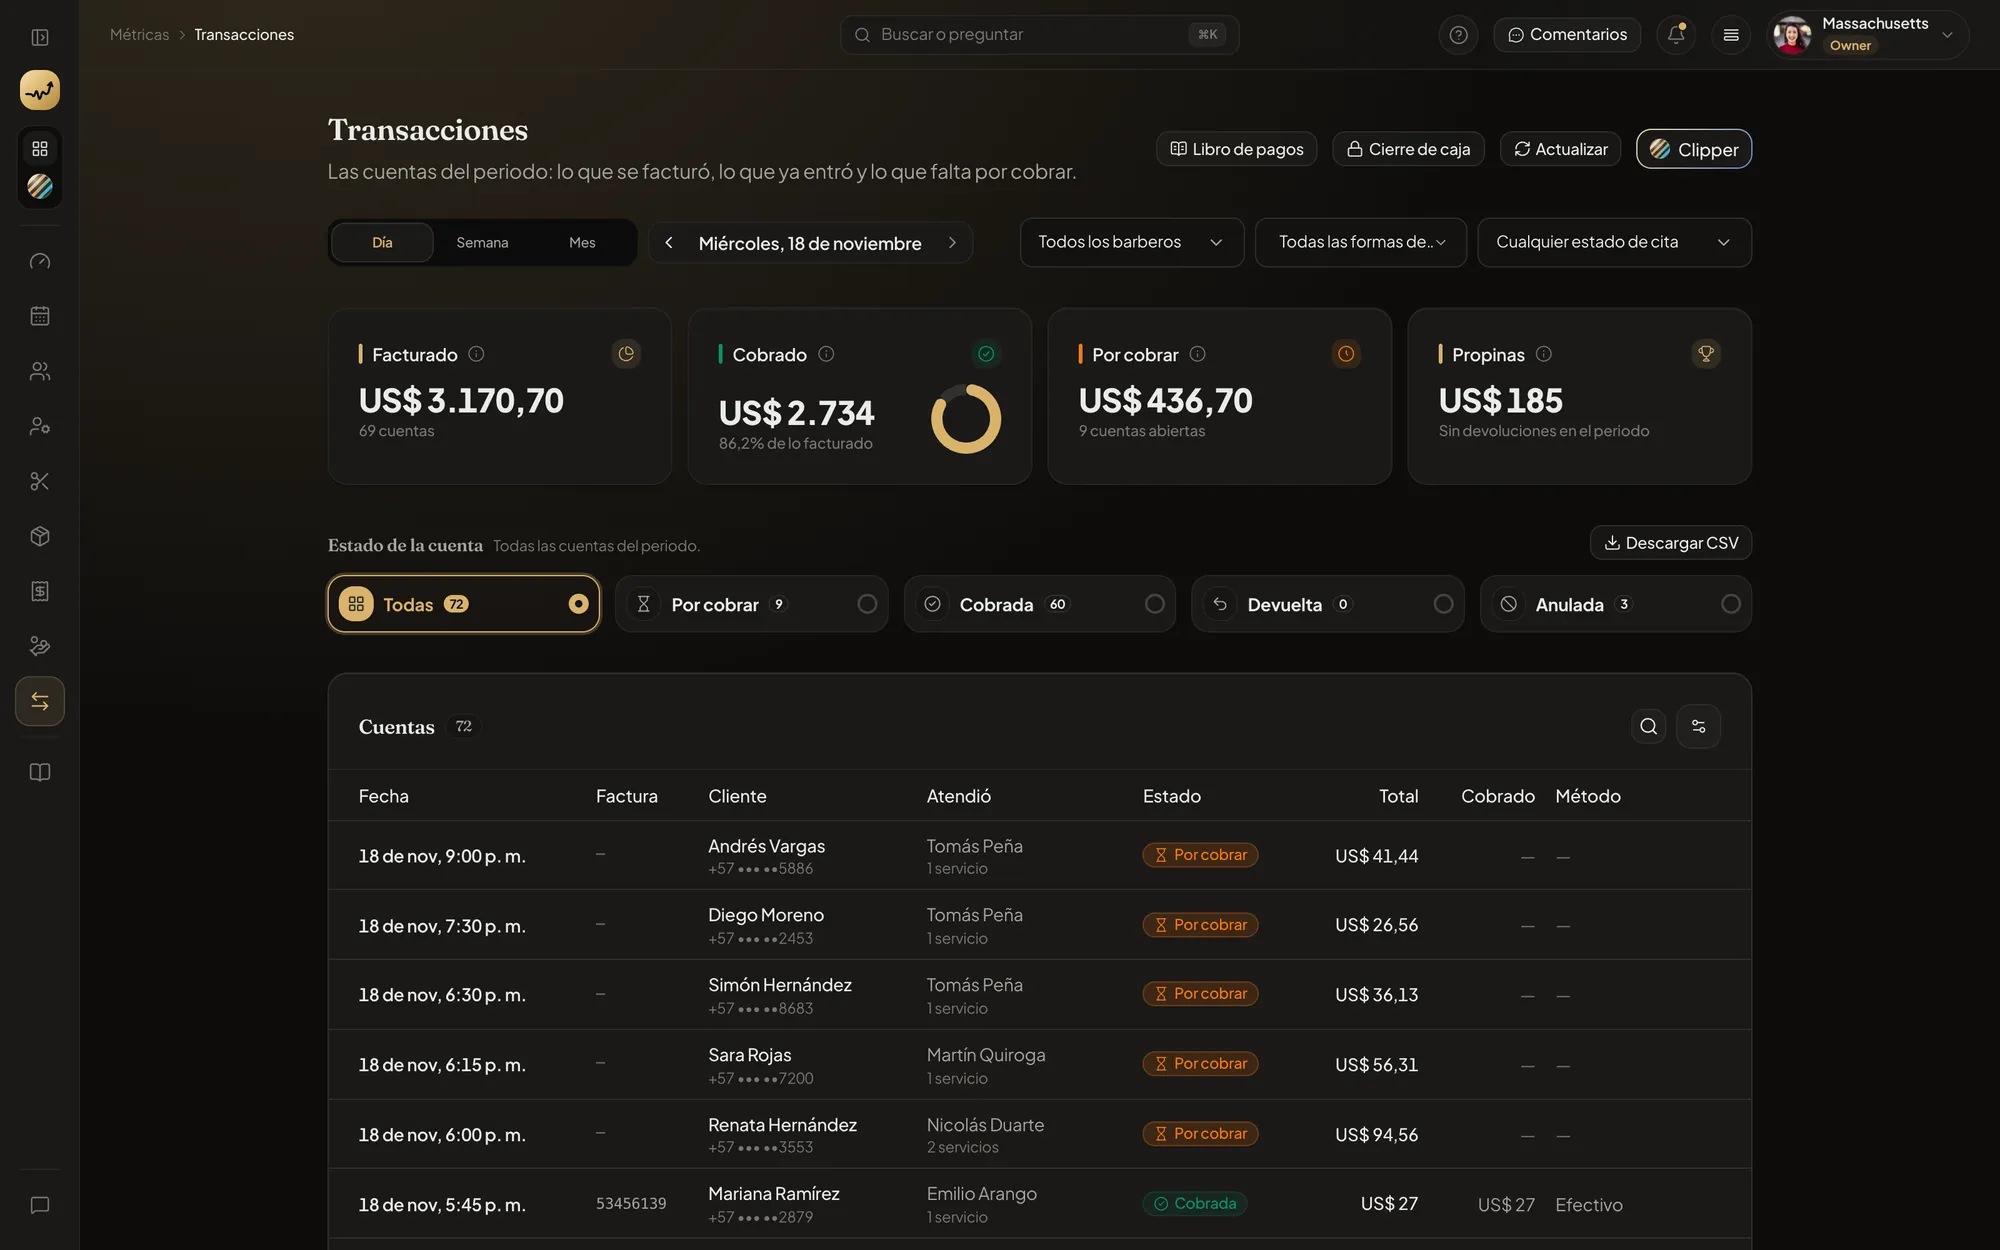 Métricas > Transacciones
Buscar o preguntar
⌘K
Comentarios
Massachusetts
Owner
Transacciones
Las cuentas del periodo: lo que se facturó, lo que ya entró y lo que falta por cobrar.
Libro de pagos
Cierre de caja
Actualizar
Clipper
Día
Semana
Mes
Miércoles, 18 de noviembre
Todos los barberos
Todas las formas de..
Cualquier estado de cita
Facturado
US$ 3.170,70
69 cuentas
Cobrado
US$ 2.734
86,2% de lo facturado
Por cobrar
US$ 436,70
9 cuentas abiertas
Propinas
US$ 185
Sin devoluciones en el periodo
Estado de la cuenta Todas las cuentas del periodo.
Descargar CSV
Todas 72
Por cobrar 9
Cobrada 60
Devuelta 0
Anulada 3
Cuentas 72
Fecha Factura Cliente Atendió Estado Total Cobrado Método
18 de nov, 9:00 p. m. – Andrés Vargas Tomás Peña Por cobrar US$ 41,44 — —
+57 ••• ••5886 1 servicio
18 de nov, 7:30 p. m. – Diego Moreno Tomás Peña Por cobrar US$ 26,56 — —
+57 ••• ••2453 1 servicio
18 de nov, 6:30 p. m. – Simón Hernández Tomás Peña Por cobrar US$ 36,13 — —
+57 ••• ••8683 1 servicio
18 de nov, 6:15 p. m. – Sara Rojas Martín Quiroga Por cobrar US$ 56,31 — —
+57 ••• ••7200 1 servicio
18 de nov, 6:00 p. m. – Renata Hernández Nicolás Duarte Por cobrar US$ 94,56 — —
+57 ••• ••3553 2 servicios
18 de nov, 5:45 p. m. 53456139 Mariana Ramírez Emilio Arango Cobrada US$ 27 US$ 27 Efectivo
+57 ••• ••2879 1 servicio